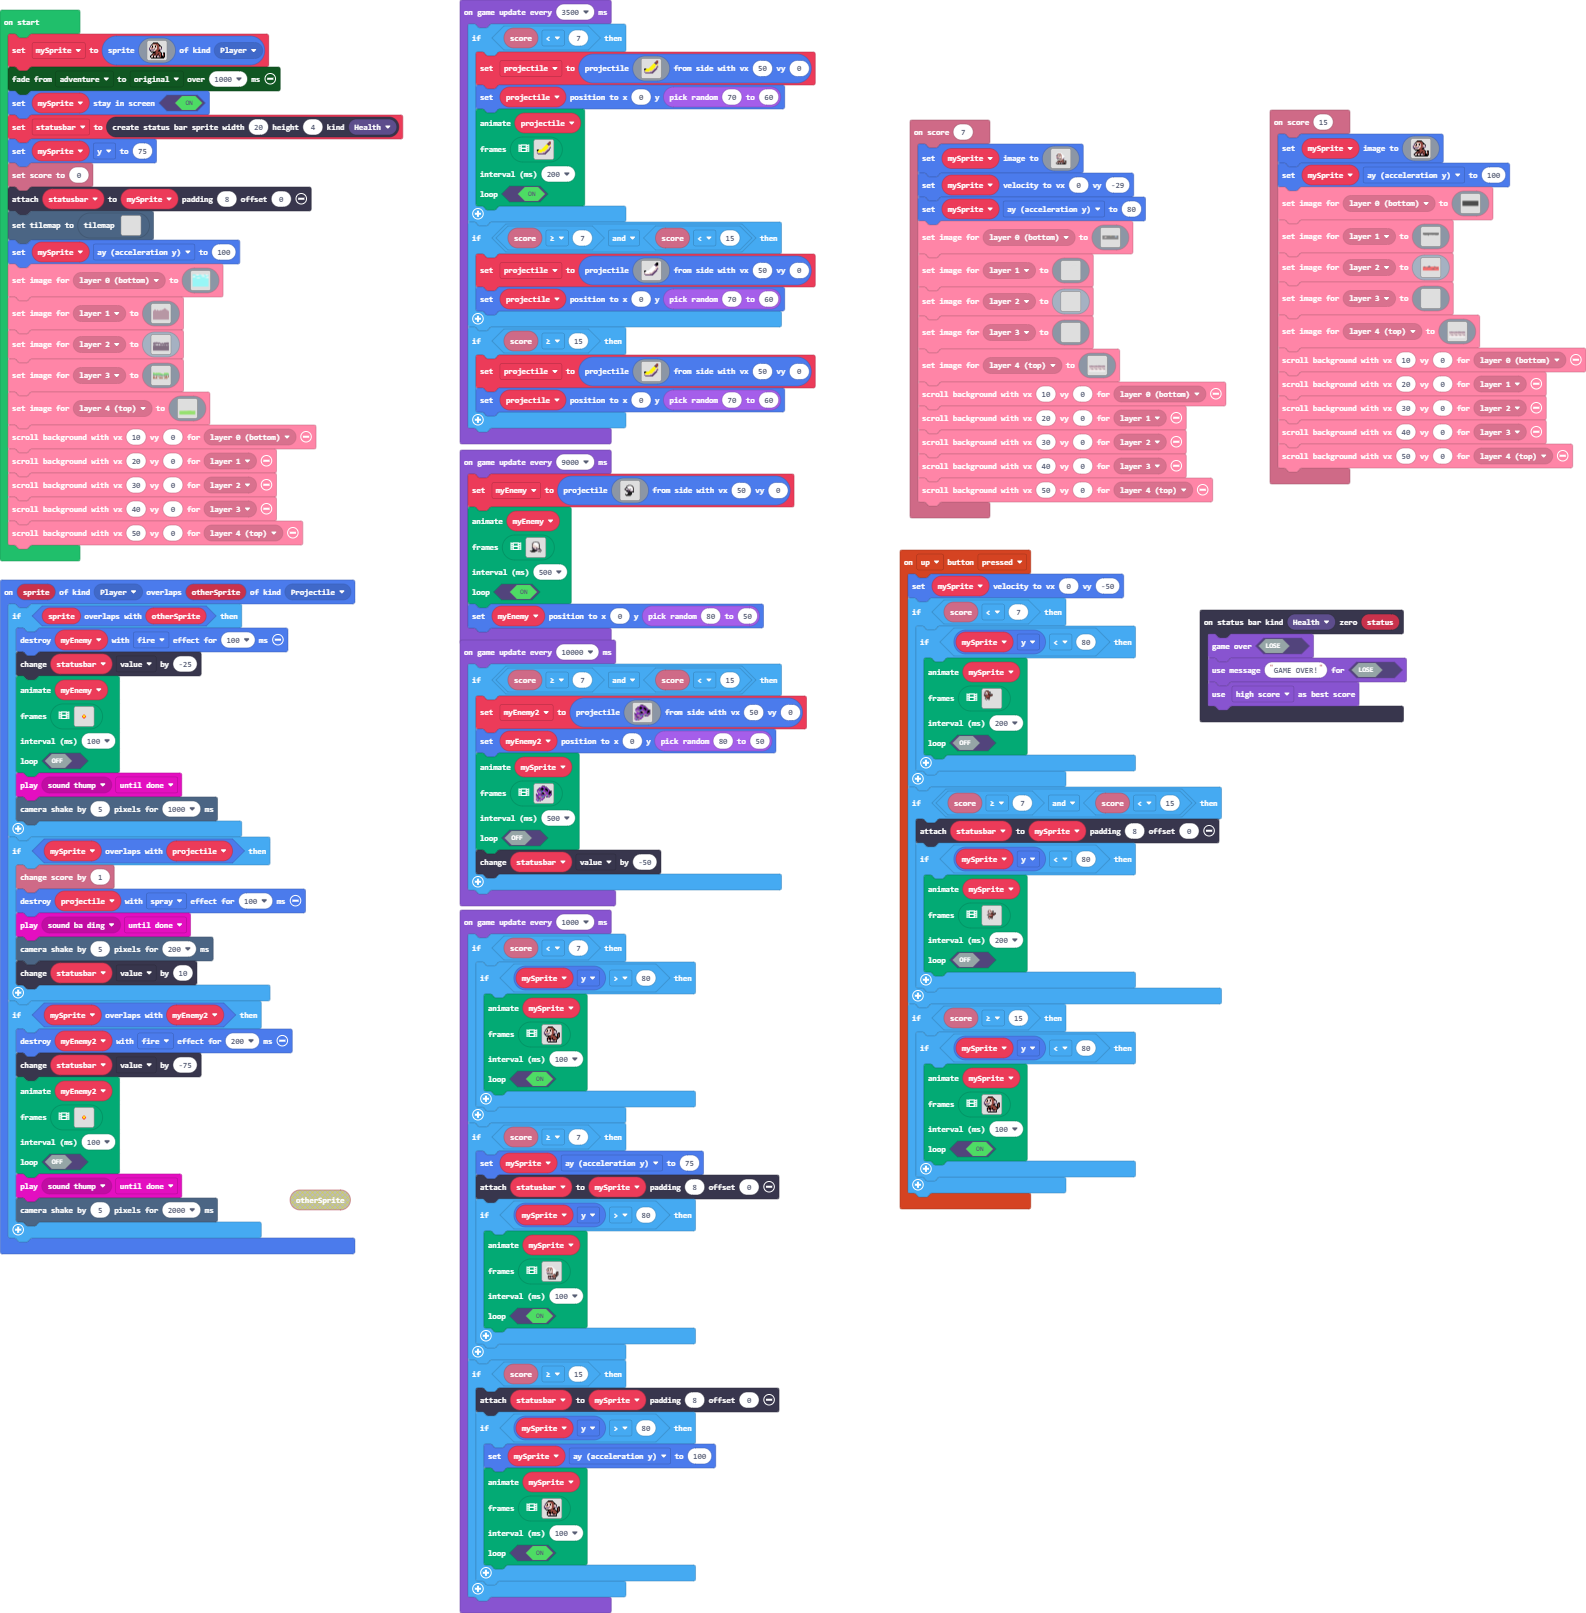 on start
set mySprite to sprite of kind Player
fade from adventure to original over 1000 ms
set mySprite stay in screen ON
set statusbar to create status bar sprite width 20 height 4 kind Health
set mySprite y to 75
set score to 0
attach statusbar to mySprite padding 8 offset 0
set tilemap to tilemap
set mySprite ay (acceleration y) to 100
set image for layer 0 (bottom) to
set image for layer 1 to
set image for layer 2 to
set image for layer 3 to
set image for layer 4 (top) to
scroll background with vx 10 vy 0 for layer 0 (bottom)
scroll background with vx 20 vy 0 for layer 1
scroll background with vx 30 vy 0 for layer 2
scroll background with vx 40 vy 0 for layer 3
scroll background with vx 50 vy 0 for layer 4 (top)
on sprite of kind Player overlaps otherSprite of kind Projectile
if sprite overlaps with otherSprite then
destroy myEnemy with fire effect for 100 ms
change statusbar value by -25
animate myEnemy
frames
interval (ms) 100
loop OFF
play sound thump until done
camera shake by 5 pixels for 1000 ms
if mySprite overlaps with projectile then
change score by 1
destroy projectile with spray effect for 100 ms
play sound ba ding until done
camera shake by 5 pixels for 200 ms
change statusbar value by 10
if mySprite overlaps with myEnemy2 then
destroy myEnemy2 with fire effect for 200 ms
change statusbar value by -75
animate myEnemy2
frames
interval (ms) 100
loop OFF
play sound thump until done
camera shake by 5 pixels for 2000 ms
otherSprite
on game update every 3500 ms
if score < 7 then
set projectile to projectile from side with vx 50 vy 0
set projectile position to x 0 y pick random 70 to 60
animate projectile
frames
interval (ms) 200
loop ON
if score ≥ 7 and score < 15 then
set projectile to projectile from side with vx 50 vy 0
set projectile position to x 0 y pick random 70 to 60
if score ≥ 15 then
set projectile to projectile from side with vx 50 vy 0
set projectile position to x 0 y pick random 70 to 60
on game update every 9000 ms
set myEnemy to projectile from side with vx 50 vy 0
animate myEnemy
frames
interval (ms) 500
loop ON
set myEnemy position to x 0 y pick random 80 to 50
on game update every 10000 ms
if score ≥ 7 and score < 15 then
set myEnemy2 to projectile from side with vx 50 vy 0
set myEnemy2 position to x 0 y pick random 80 to 50
animate mySprite
frames
interval (ms) 500
loop OFF
change statusbar value by -50
on game update every 1000 ms
if score < 7 then
if mySprite y > 80 then
animate mySprite
frames
interval (ms) 100
loop ON
if score ≥ 7 then
set mySprite ay (acceleration y) to 75
attach statusbar to mySprite padding 8 offset 0
if mySprite y > 80 then
animate mySprite
frames
interval (ms) 100
loop ON
if score ≥ 15 then
attach statusbar to mySprite padding 8 offset 0
if mySprite y > 80 then
set mySprite ay (acceleration y) to 100
animate mySprite
frames
interval (ms) 100
loop ON
on score 7
set mySprite image to
set mySprite velocity to vx 0 vy -29
set mySprite ay (acceleration y) to 80
set image for layer 0 (bottom) to
set image for layer 1 to
set image for layer 2 to
set image for layer 3 to
set image for layer 4 (top) to
scroll background with vx 10 vy 0 for layer 0 (bottom)
scroll background with vx 20 vy 0 for layer 1
scroll background with vx 30 vy 0 for layer 2
scroll background with vx 40 vy 0 for layer 3
scroll background with vx 50 vy 0 for layer 4 (top)
on up button pressed
set mySprite velocity to vx 0 vy -50
if score < 7 then
if mySprite y < 80 then
animate mySprite
frames
interval (ms) 200
loop OFF
if score ≥ 7 and score < 15 then
attach statusbar to mySprite padding 8 offset 0
if mySprite y < 80 then
animate mySprite
frames
interval (ms) 200
loop OFF
if score ≥ 15 then
if mySprite y < 80 then
animate mySprite
frames
interval (ms) 100
loop ON
on score 15
set mySprite image to
set mySprite ay (acceleration y) to 100
set image for layer 0 (bottom) to
set image for layer 1 to
set image for layer 2 to
set image for layer 3 to
set image for layer 4 (top) to
scroll background with vx 10 vy 0 for layer 0 (bottom)
scroll background with vx 20 vy 0 for layer 1
scroll background with vx 30 vy 0 for layer 2
scroll background with vx 40 vy 0 for layer 3
scroll background with vx 50 vy 0 for layer 4 (top)
on status bar kind Health zero status
game over LOSE
use message "GAME OVER!" for LOSE
use high score as best score